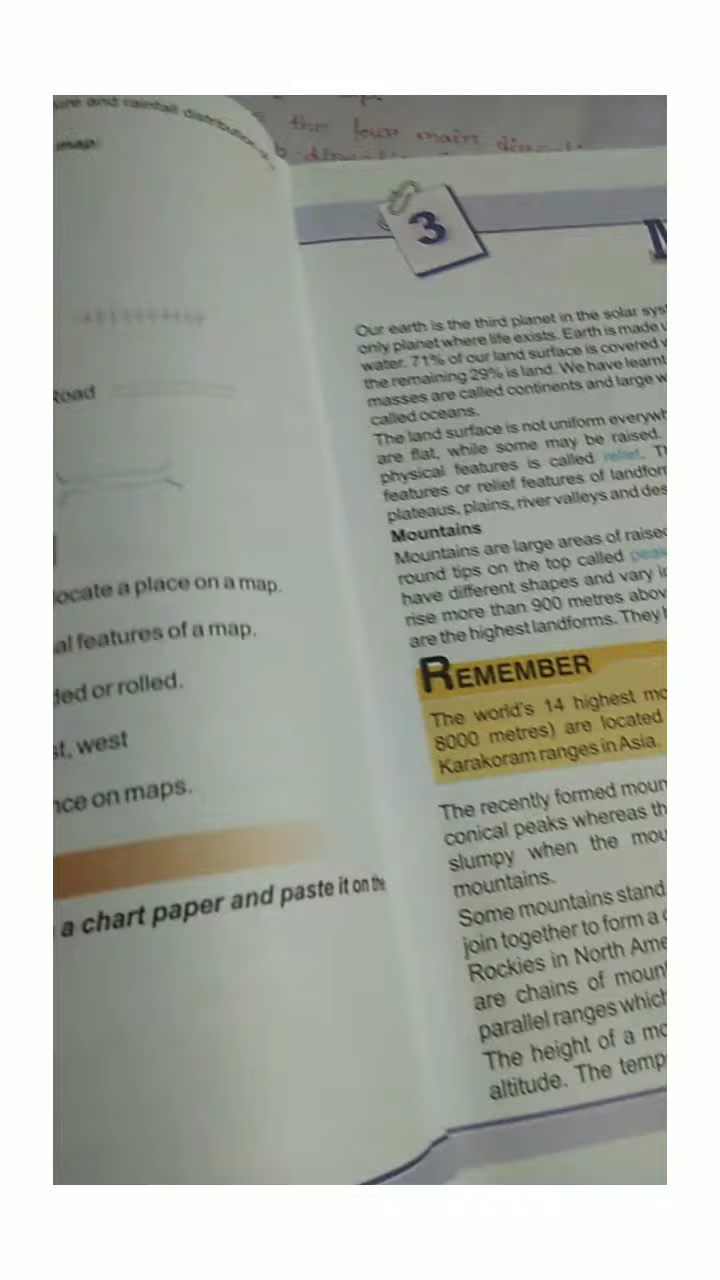 and rainfall distribution
map:
the four main
Road
ocate a place on a map.
al features of a map.
ded or rolled.
st, west
nce on maps.
a chart paper and paste it on the
3
Our earth is the third planet in the solar sys
only planet where life exists. Earth is made u
water. 71% of our land surface is covered w
the remaining 29% is land. We have learnt
masses are called continents and large w
called oceans.
The land surface is not uniform everywh
are flat, while some may be raised.
physical features is called relief. T
features or relief features of landfor
plateaus, plains, river valleys and des
Mountains
Mountains are large areas of raised
round tips on the top called peak
have different shapes and vary i
rise more than 900 metres abov
are the highest landforms. They h
REMEMBER
The world's 14 highest mo
8000 metres) are located
Karakoram ranges in Asia.
The recently formed moun
conical peaks whereas th
slumpy when the mou
mountains.
Some mountains stand
join together to form a c
Rockies in North Ame
are chains of mount
parallel ranges which
The height of a mo
altitude. The temp